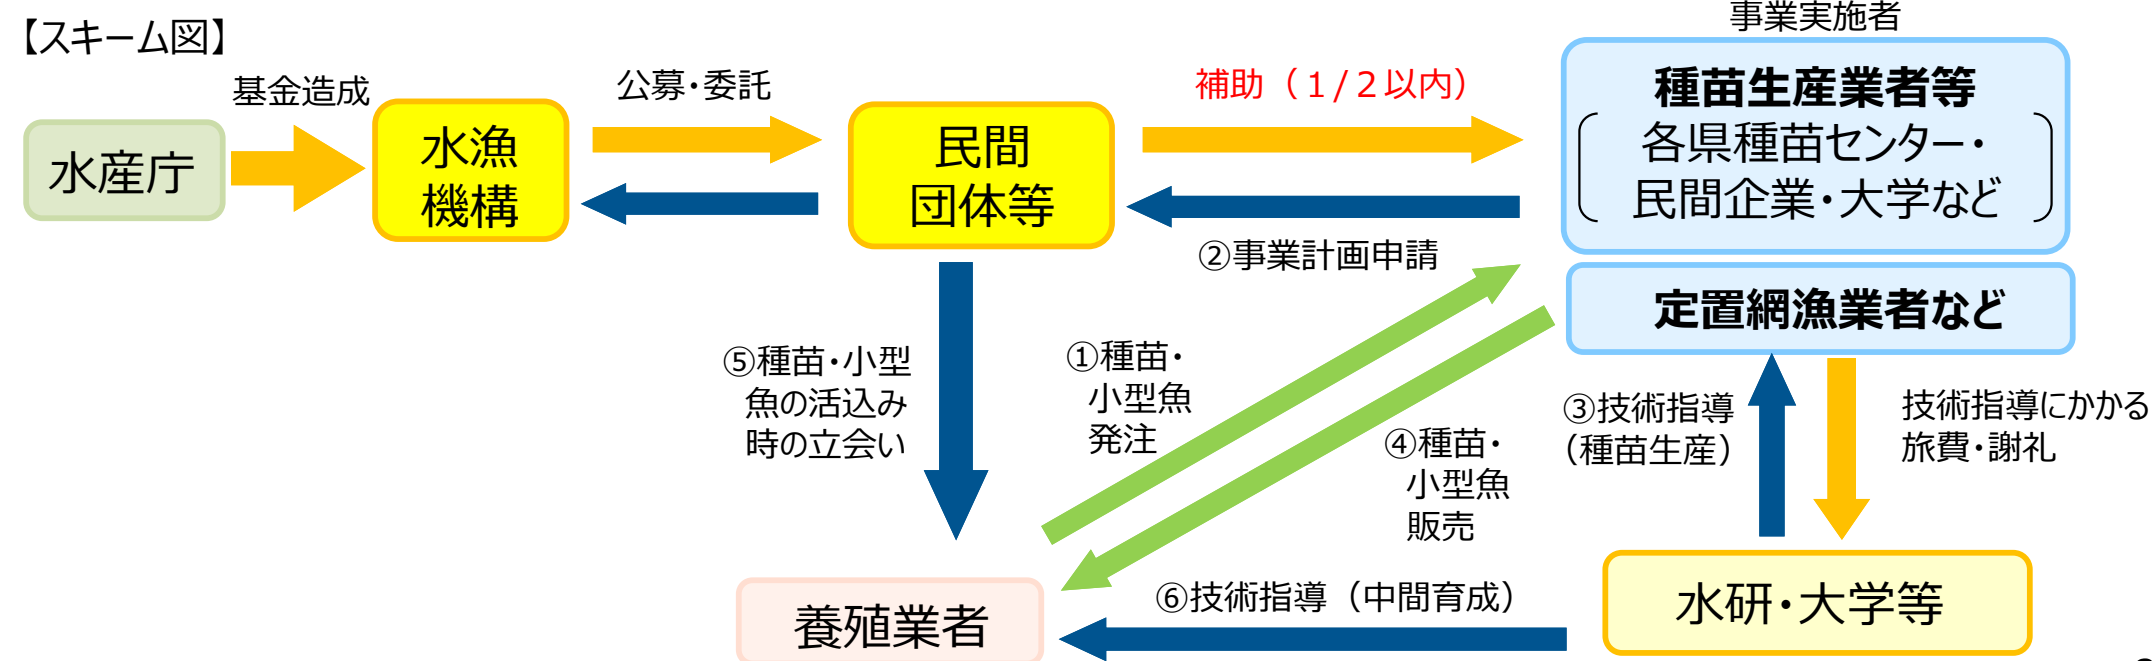 【スキーム図】
事業実施者
基金造成
公募・委託
補助（１/２以内）
水産庁
水漁
機構
民間
団体等
種苗生産業者等
各県種苗センター・
民間企業・大学など
②事業計画申請
定置網漁業者など
⑤種苗・小型
魚の活込み
時の立会い
①種苗・
小型魚
発注
④種苗・
小型魚
販売
③技術指導
（種苗生産）
技術指導にかかる
旅費・謝礼
⑥技術指導（中間育成）
養殖業者
水研・大学等